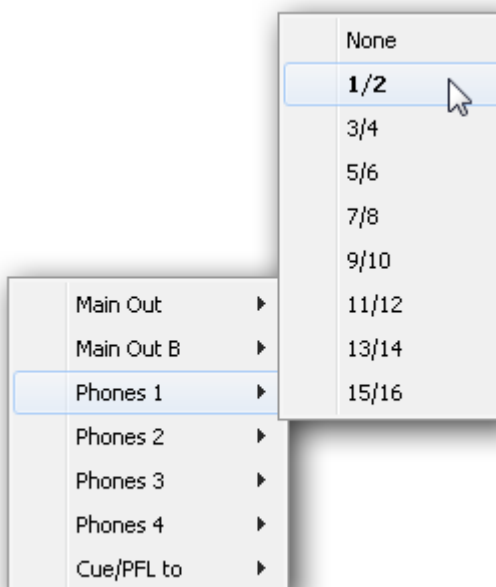 None
1/2
3/4
5/6
7/8
9/10
11/12
13/14
15/16
Main Out
Main Out B
Phones 1
Phones 2
Phones 3
Phones 4
Cue/PFL to